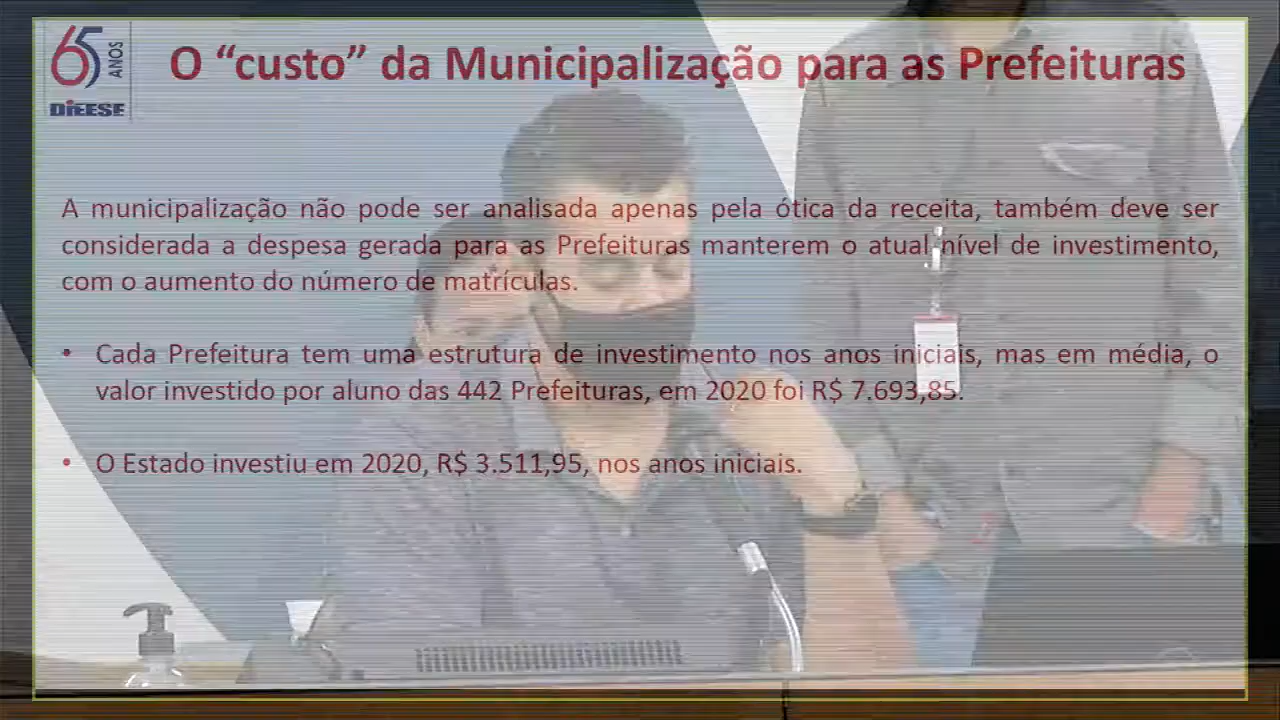 65 ANOS
DIEESE
O “custo” da Municipalização para as Prefeituras
A municipalização não pode ser analisada apenas pela ótica da receita, também deve ser
considerada a despesa gerada para as Prefeituras manterem o atual nível de investimento,
com o aumento do número de matrículas.
• Cada Prefeitura tem uma estrutura de investimento nos anos iniciais, mas em média, o
valor investido por aluno das 442 Prefeituras, em 2020 foi R$ 7.693,85.
• O Estado investiu em 2020, R$ 3.511,95, nos anos iniciais.